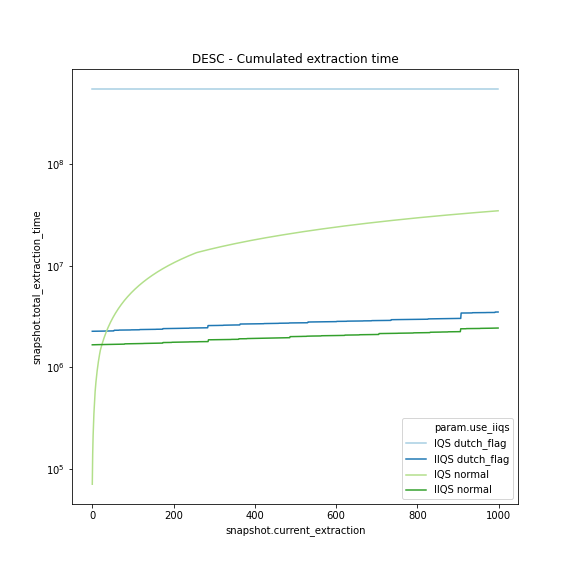 DESC - Cumulated extraction time
snapshot.total_extraction_time
10^8
10^7
10^6
10^5
0 200 400 600 800 1000
snapshot.current_extraction
param.use_iiqs
IQS dutch_flag
IIQS dutch_flag
IQS normal
IIQS normal